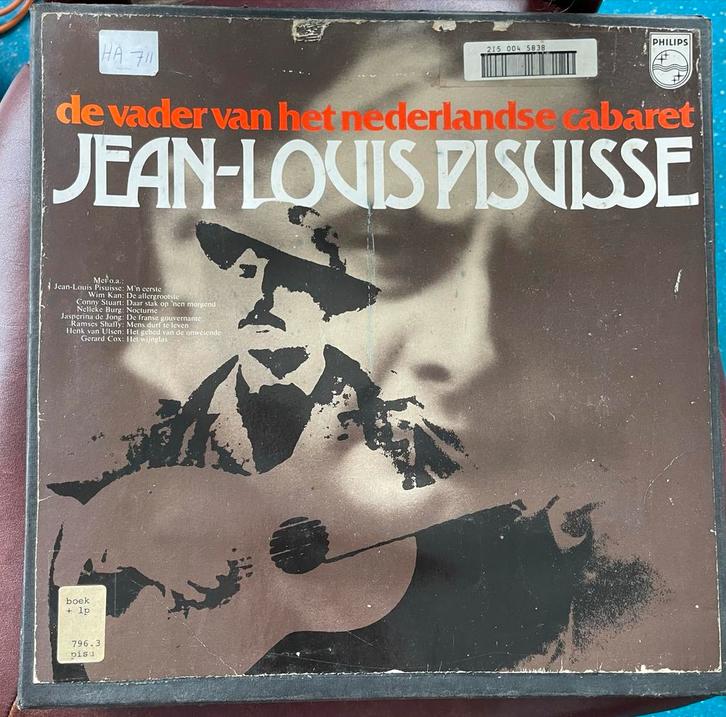 HA 711
215 004 5838
PHILIPS
de vader van het nederlandse cabaret
JEAN-LOUIS PISUISSE
Met o.a.:
Jean-Louis Pisuisse: M'n eerste
Wim Kan: De allergrootste
Conny Stuart: Daar stak op 'nen morgend
Nelleke Burg: Nocturne
Jasperina de Jong: De franse gouvernante
Ramses Shaffy: Mens durf te leven
Henk van Ulsen: Het gebed van de onwetende
Gerard Cox: Het wijnglas
boek
+ lp
796.3
pisu